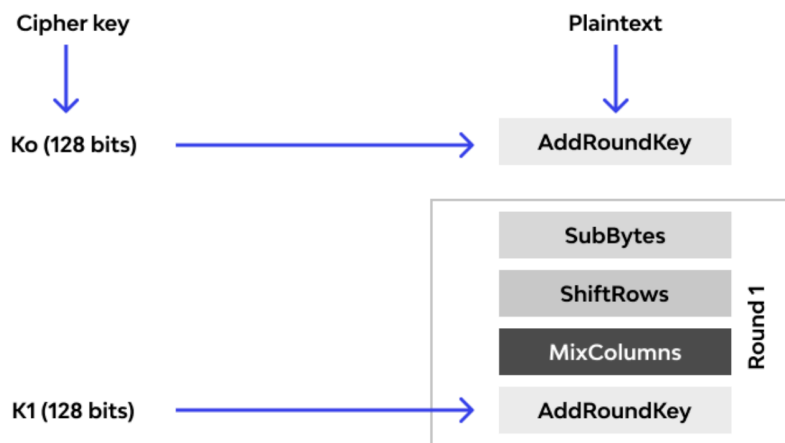 Cipher key
Plaintext
Ko (128 bits)
AddRoundKey
SubBytes
ShiftRows
MixColumns
Round 1
K1 (128 bits)
AddRoundKey